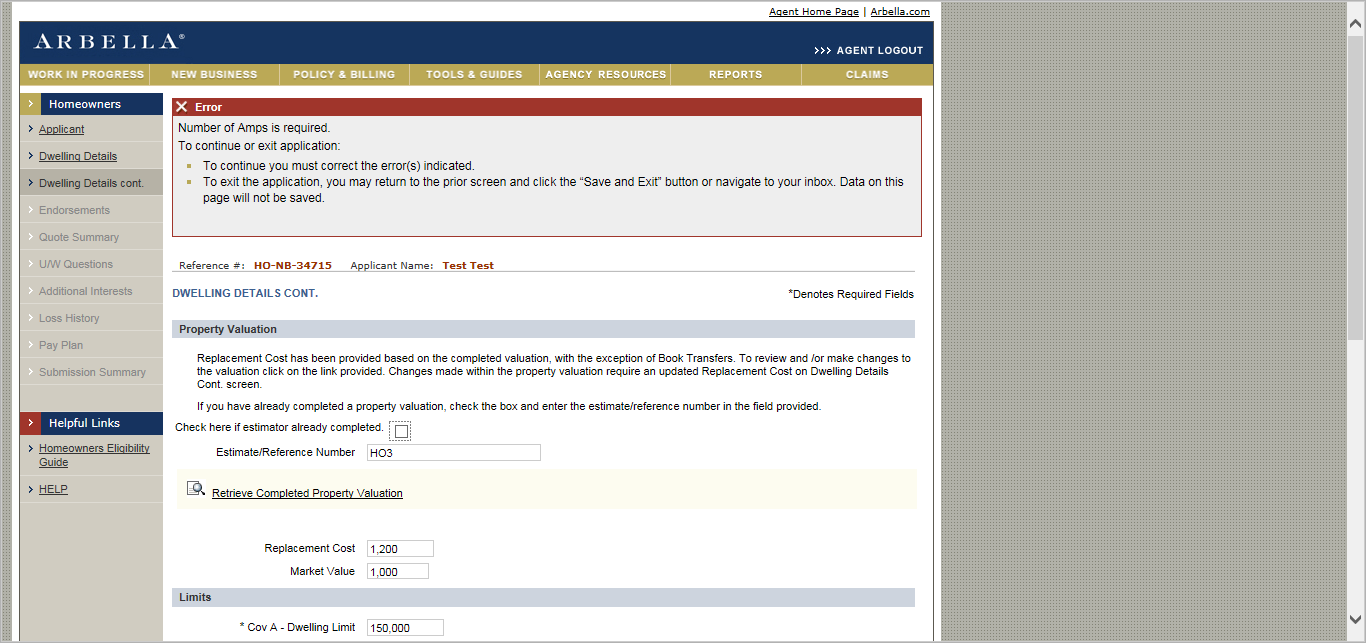 Agent Home Page | Arbella.com
ARBELLA®
>>> AGENT LOGOUT
WORK IN PROGRESS NEW BUSINESS POLICY & BILLING TOOLS & GUIDES AGENCY RESOURCES REPORTS CLAIMS
Homeowners
Applicant
Dwelling Details
Dwelling Details cont.
Endorsements
Quote Summary
U/W Questions
Additional Interests
Loss History
Pay Plan
Submission Summary
Helpful Links
Homeowners Eligibility
Guide
HELP
Error
Number of Amps is required.
To continue or exit application:
To continue you must correct the error(s) indicated.
To exit the application, you may return to the prior screen and click the “Save and Exit” button or navigate to your inbox. Data on this
page will not be saved.
Reference #: HO-NB-34715 Applicant Name: Test Test
DWELLING DETAILS CONT.
*Denotes Required Fields
Property Valuation
Replacement Cost has been provided based on the completed valuation, with the exception of Book Transfers. To review and /or make changes to
the valuation click on the link provided. Changes made within the property valuation require an updated Replacement Cost on Dwelling Details
Cont. screen.
If you have already completed a property valuation, check the box and enter the estimate/reference number in the field provided.
Check here if estimator already completed.
Estimate/Reference Number HO3
Retrieve Completed Property Valuation
Replacement Cost 1,200
Market Value 1,000
Limits
* Cov A - Dwelling Limit 150,000